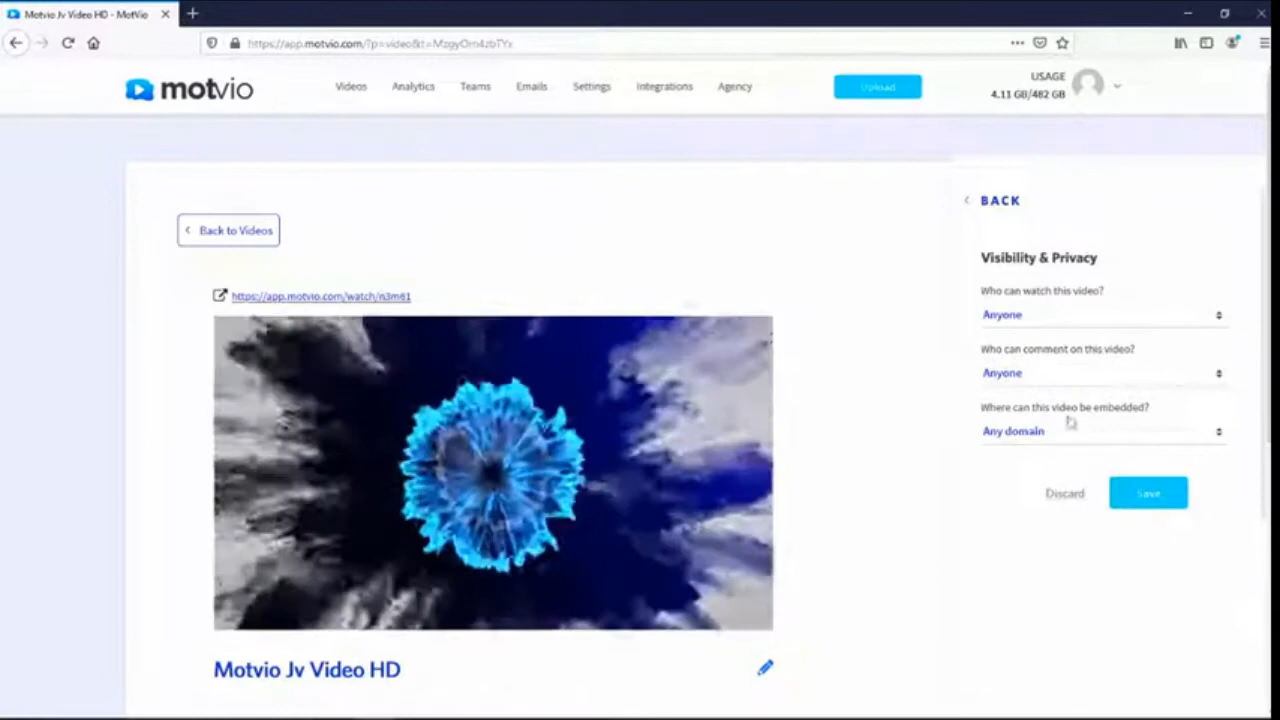 Motvio Jv Video HD - MotVio
motvio
Videos
Analytics
Teams
Emails
Settings
Integrations
Agency
Upload
USAGE
4.11 GB/482 GB
BACK
Back to Videos
https://app.motvio.com/watch/n3m61
Visibility & Privacy
Who can watch this video?
Anyone
Who can comment on this video?
Anyone
Where can this video be embedded?
Any domain
Discard
Save
Motvio Jv Video HD